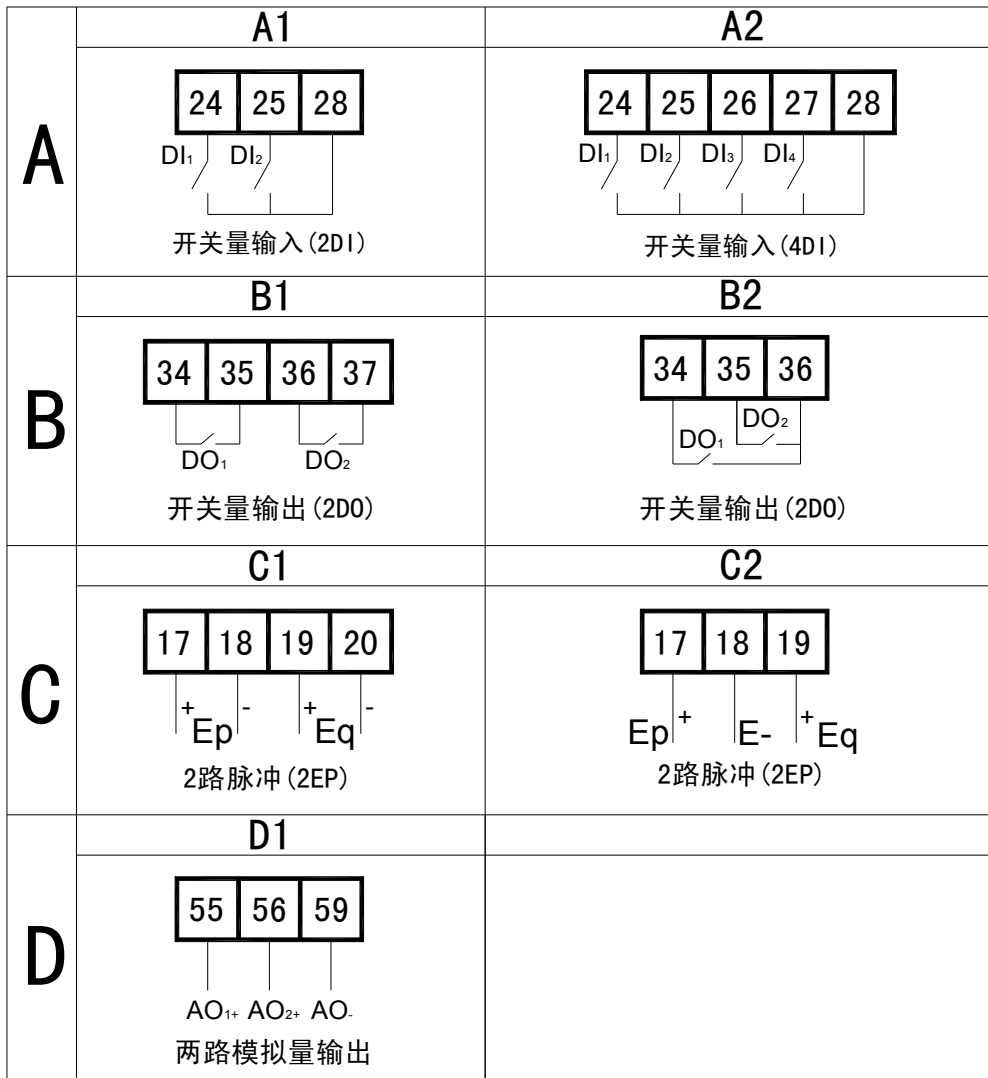 A1 A2
A
24 25 28
24 25 26 27 28
DI₁ DI₂
DI₁ DI₂ DI₃ DI₄
开关量输入(2DI)
开关量输入(4DI)
B1 B2
B
34 35 36 37
34 35 36
DO₁ DO₂
DO₁ DO₂
开关量输出(2DO)
开关量输出(2DO)
C1 C2
C
17 18 19 20
17 18 19
+ Ep - + Eq -
Ep + E- + Eq
2路脉冲(2EP)
2路脉冲(2EP)
D1
D
55 56 59
AO₁₊ AO₂₊ AO₋
两路模拟量输出